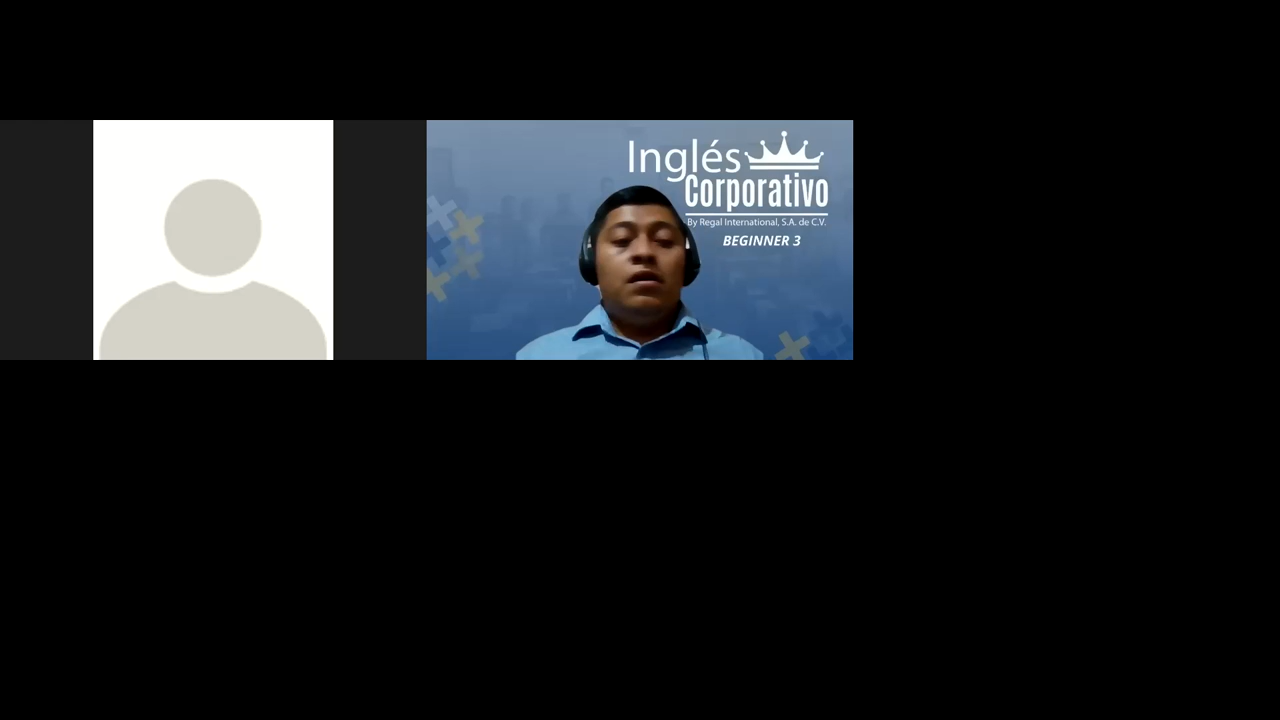 Inglés
Corporativo
By Regal International, S.A. de C.V.
BEGINNER 3